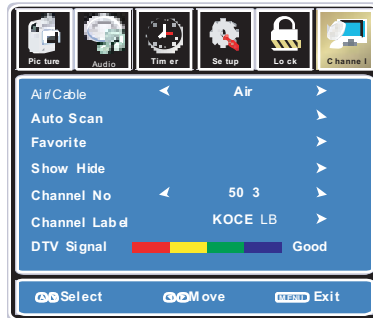 Picture Audio Timer Setup Lock Channel
Air/Cable Air
Auto Scan
Favorite
Show Hide
Channel No 50 3
Channel Label KOCE LB
DTV Signal Good
Select Move MENU Exit